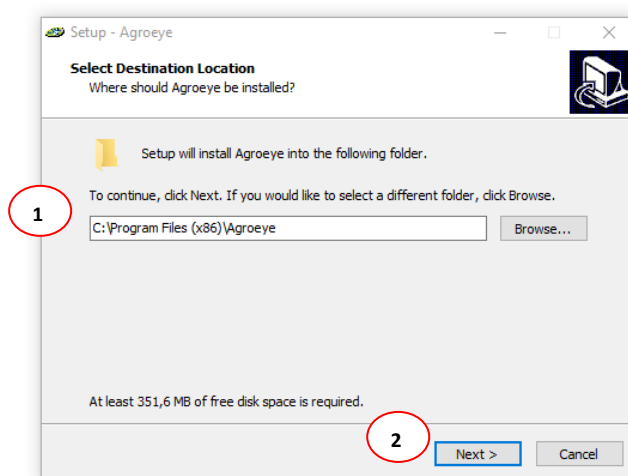 Setup - Agroeye
Select Destination Location
Where should Agroeye be installed?
Setup will install Agroeye into the following folder.
To continue, click Next. If you would like to select a different folder, click Browse.
1
C:\Program Files (x86)\Agroeye
Browse...
At least 351,6 MB of free disk space is required.
2
Next >
Cancel